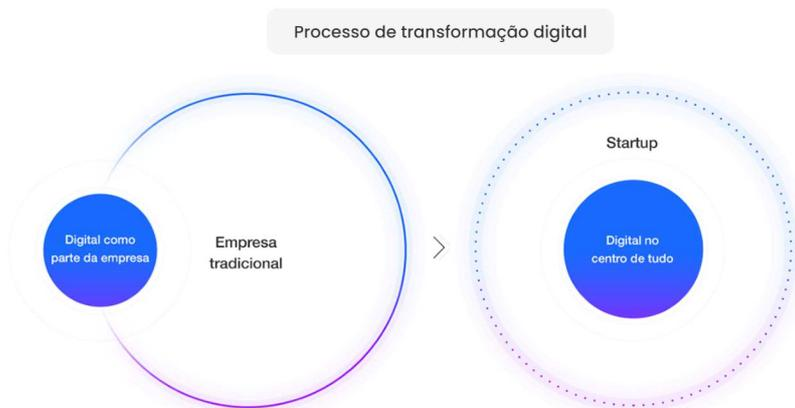 Processo de transformação digital
Startup
Digital como
parte da empresa
Empresa
tradicional
Digital no
centro de tudo